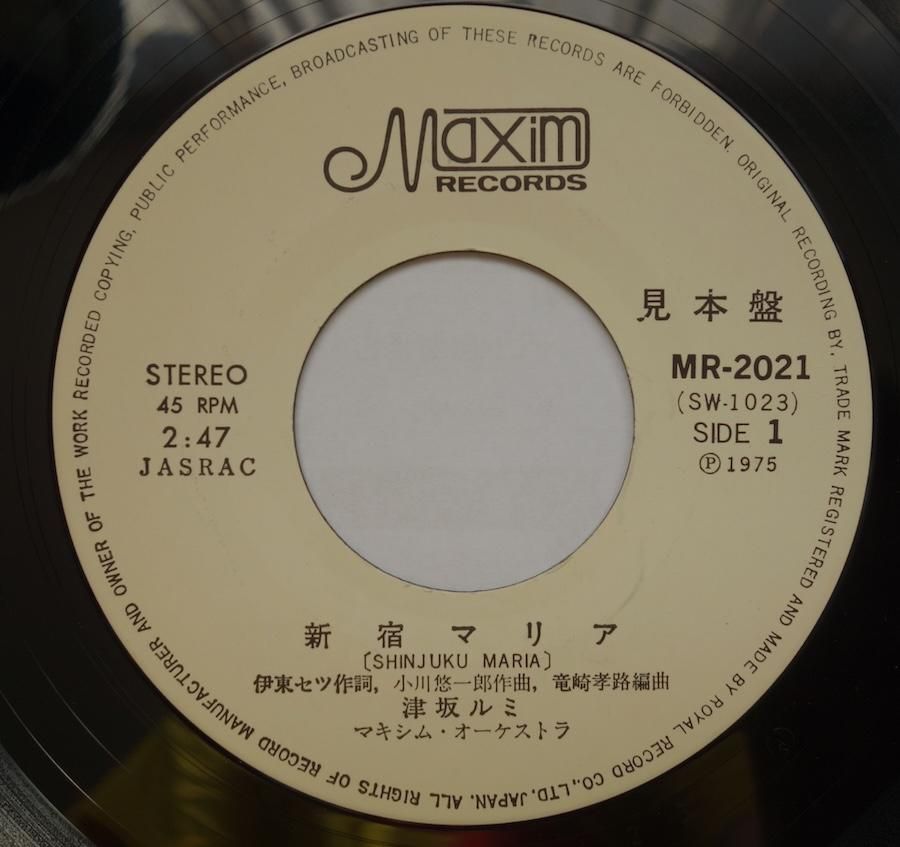 Maxim
RECORDS
見本盤
MR-2021
(SW-1023)
SIDE 1
Ⓟ1975
STEREO
45 RPM
2:47
JASRAC
新宿マリア
〔SHINJUKU MARIA〕
伊東セツ作詞, 小川悠一郎作曲, 竜崎孝路編曲
津坂ルミ
マキシム・オーケストラ
ALL RIGHTS OF RECORD MANUFACTURER AND OWNER OF THE WORK RECORDED COPYING, PUBLIC PERFORMANCE, BROADCASTING OF THESE RECORDS ARE FORBIDDEN. ORIGINAL RECORDING BY, TRADE MARK REGISTERED AND MADE BY ROYAL RECORD CO.,LTD. JAPAN.